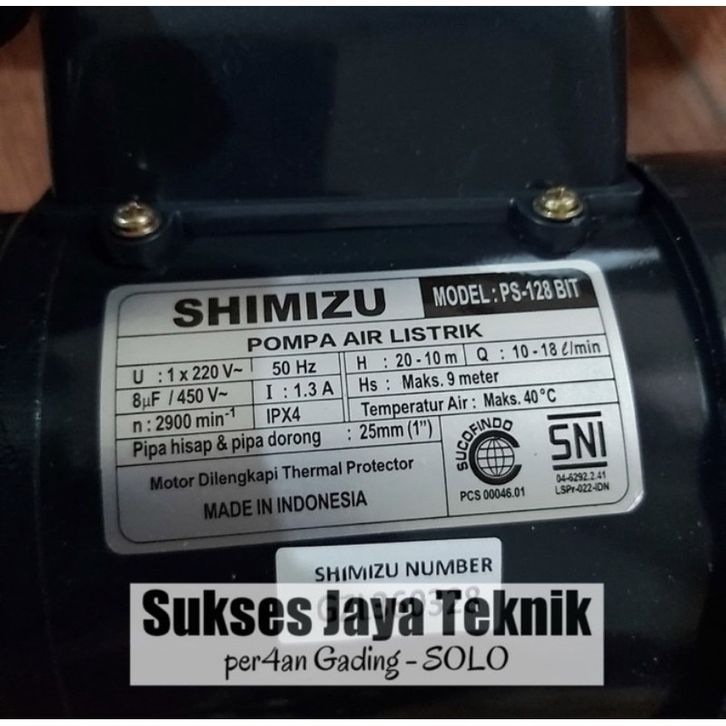 SHIMIZU
MODEL : PS-128 BIT
POMPA AIR LISTRIK
U : 1 x 220 V~ 50 Hz H : 20 - 10 m Q : 10 - 18 ℓ/min
8µF / 450 V~ I : 1.3 A Hs : Maks. 9 meter
n : 2900 min-1 IPX4 Temperatur Air : Maks. 40°C
Pipa hisap & pipa dorong : 25mm (1")
Motor Dilengkapi Thermal Protector
MADE IN INDONESIA
SUCOFINDO
PCS 00046.01
SNI
04-6292.2.41
LSPr-022-IDN
SHIMIZU NUMBER
Sukses Jaya Teknik
per4an Gading - SOLO